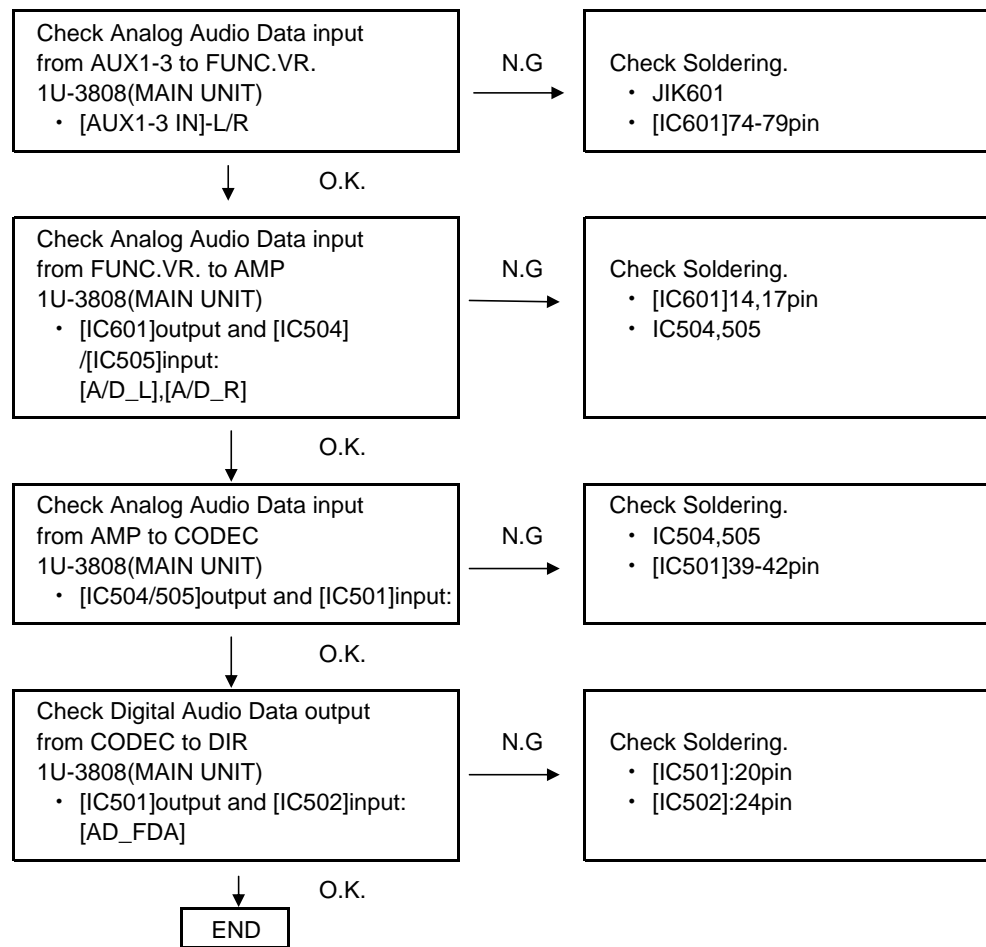 Check Analog Audio Data input
from AUX1-3 to FUNC.VR.
1U-3808(MAIN UNIT)
・ [AUX1-3 IN]-L/R
N.G
Check Soldering.
・ JIK601
・ [IC601]74-79pin
O.K.
Check Analog Audio Data input
from FUNC.VR. to AMP
1U-3808(MAIN UNIT)
・ [IC601]output and [IC504]
/[IC505]input:
[A/D_L],[A/D_R]
N.G
Check Soldering.
・ [IC601]14,17pin
・ IC504,505
O.K.
Check Analog Audio Data input
from AMP to CODEC
1U-3808(MAIN UNIT)
・ [IC504/505]output and [IC501]input:
N.G
Check Soldering.
・ IC504,505
・ [IC501]39-42pin
O.K.
Check Digital Audio Data output
from CODEC to DIR
1U-3808(MAIN UNIT)
・ [IC501]output and [IC502]input:
[AD_FDA]
N.G
Check Soldering.
・ [IC501]:20pin
・ [IC502]:24pin
O.K.
END